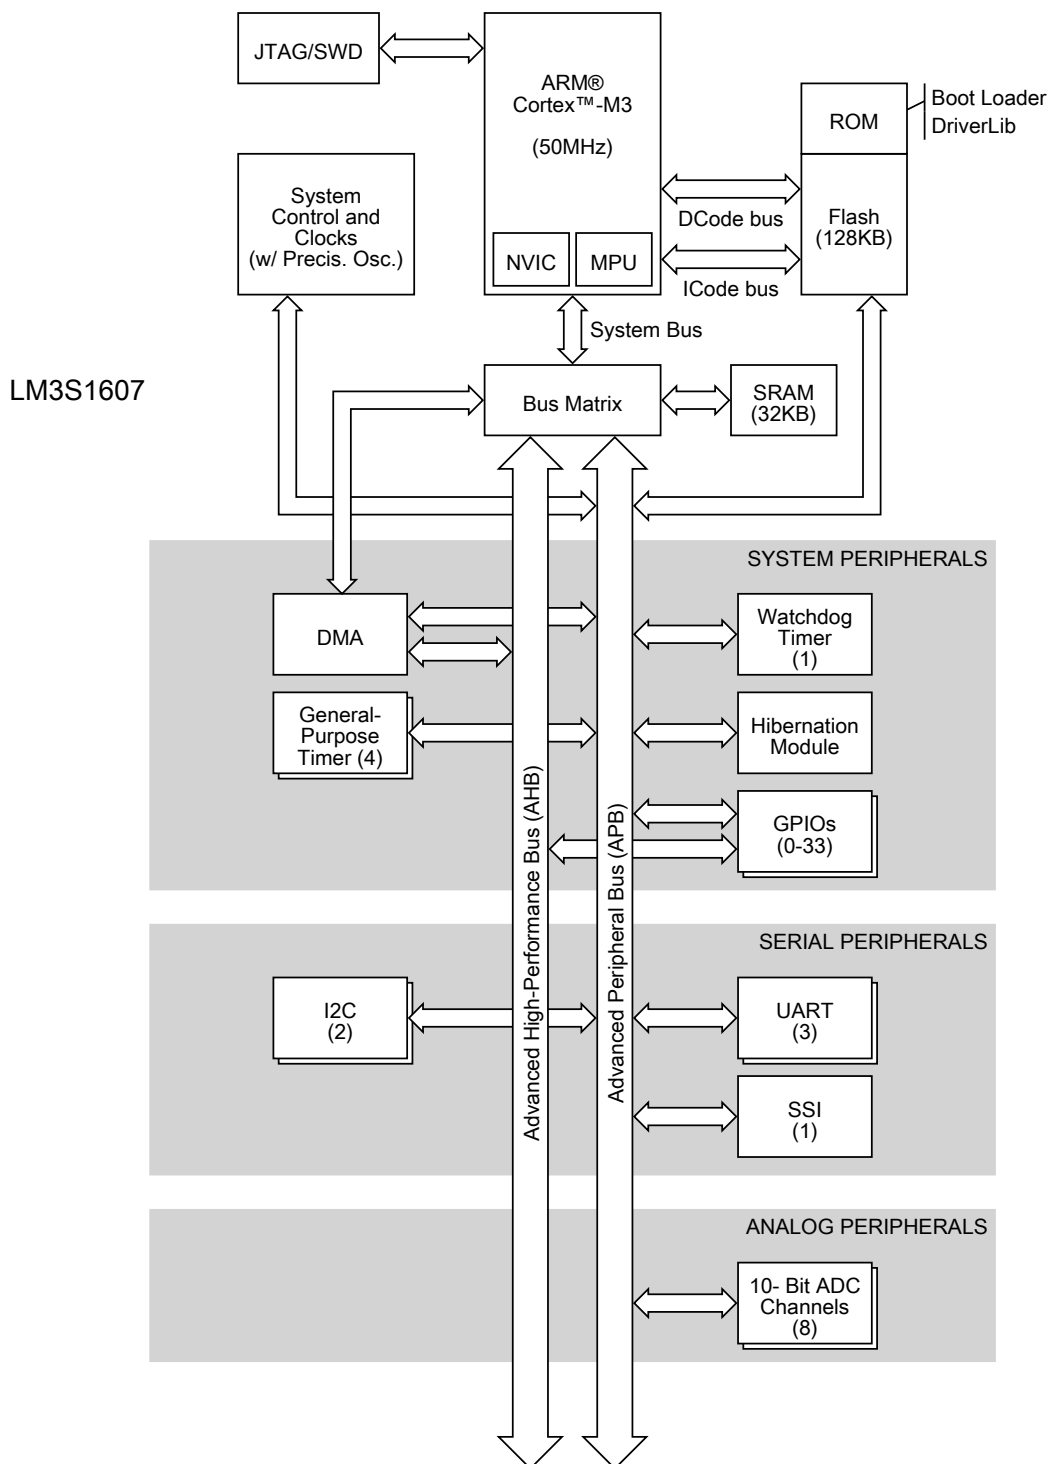 JTAG/SWD
ARM®
Cortex™-M3
(50MHz)
NVIC
MPU
ROM
Boot Loader
DriverLib
Flash
(128KB)
DCode bus
ICode bus
System
Control and
Clocks
(w/ Precis. Osc.)
System Bus
LM3S1607
Bus Matrix
SRAM
(32KB)
SYSTEM PERIPHERALS
DMA
Watchdog
Timer
(1)
General-
Purpose
Timer (4)
Hibernation
Module
GPIOs
(0-33)
Advanced High-Performance Bus (AHB)
Advanced Peripheral Bus (APB)
SERIAL PERIPHERALS
I2C
(2)
UART
(3)
SSI
(1)
ANALOG PERIPHERALS
10- Bit ADC
Channels
(8)